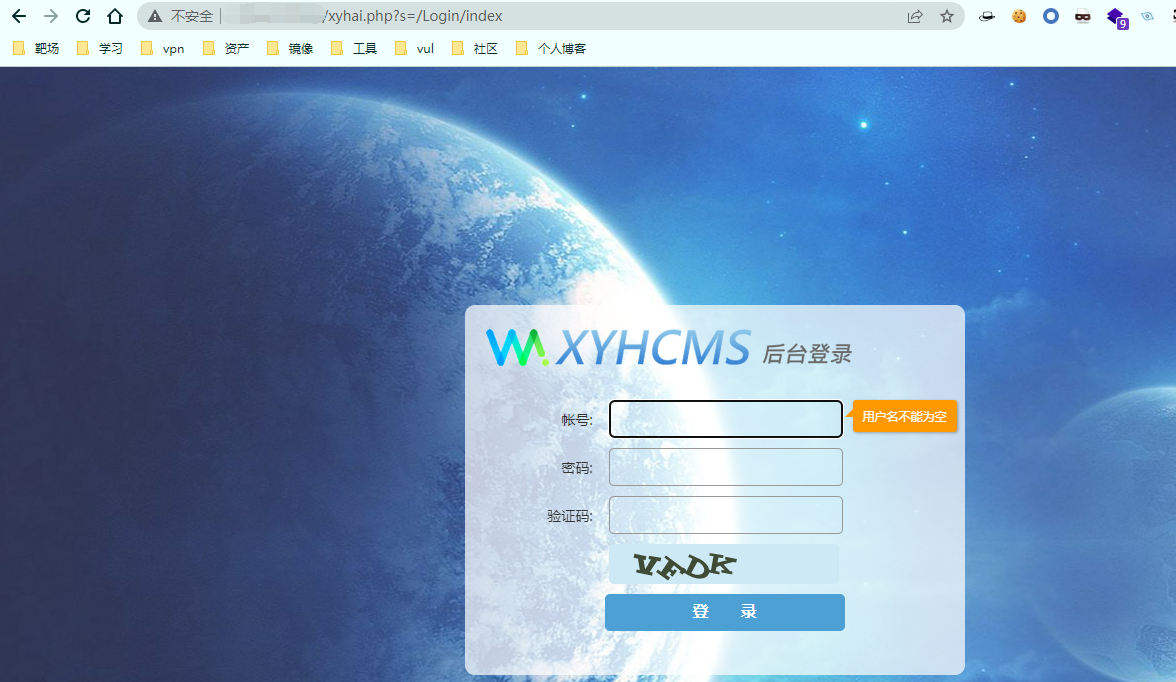 不安全 /xyhai.php?s=/Login/index
9
靶场 学习 vpn 资产 镜像 工具 vul 社区 个人博客
XYHCMS 后台登录
帐号: 用户名不能为空
密码:
验证码:
VFDK
登 录